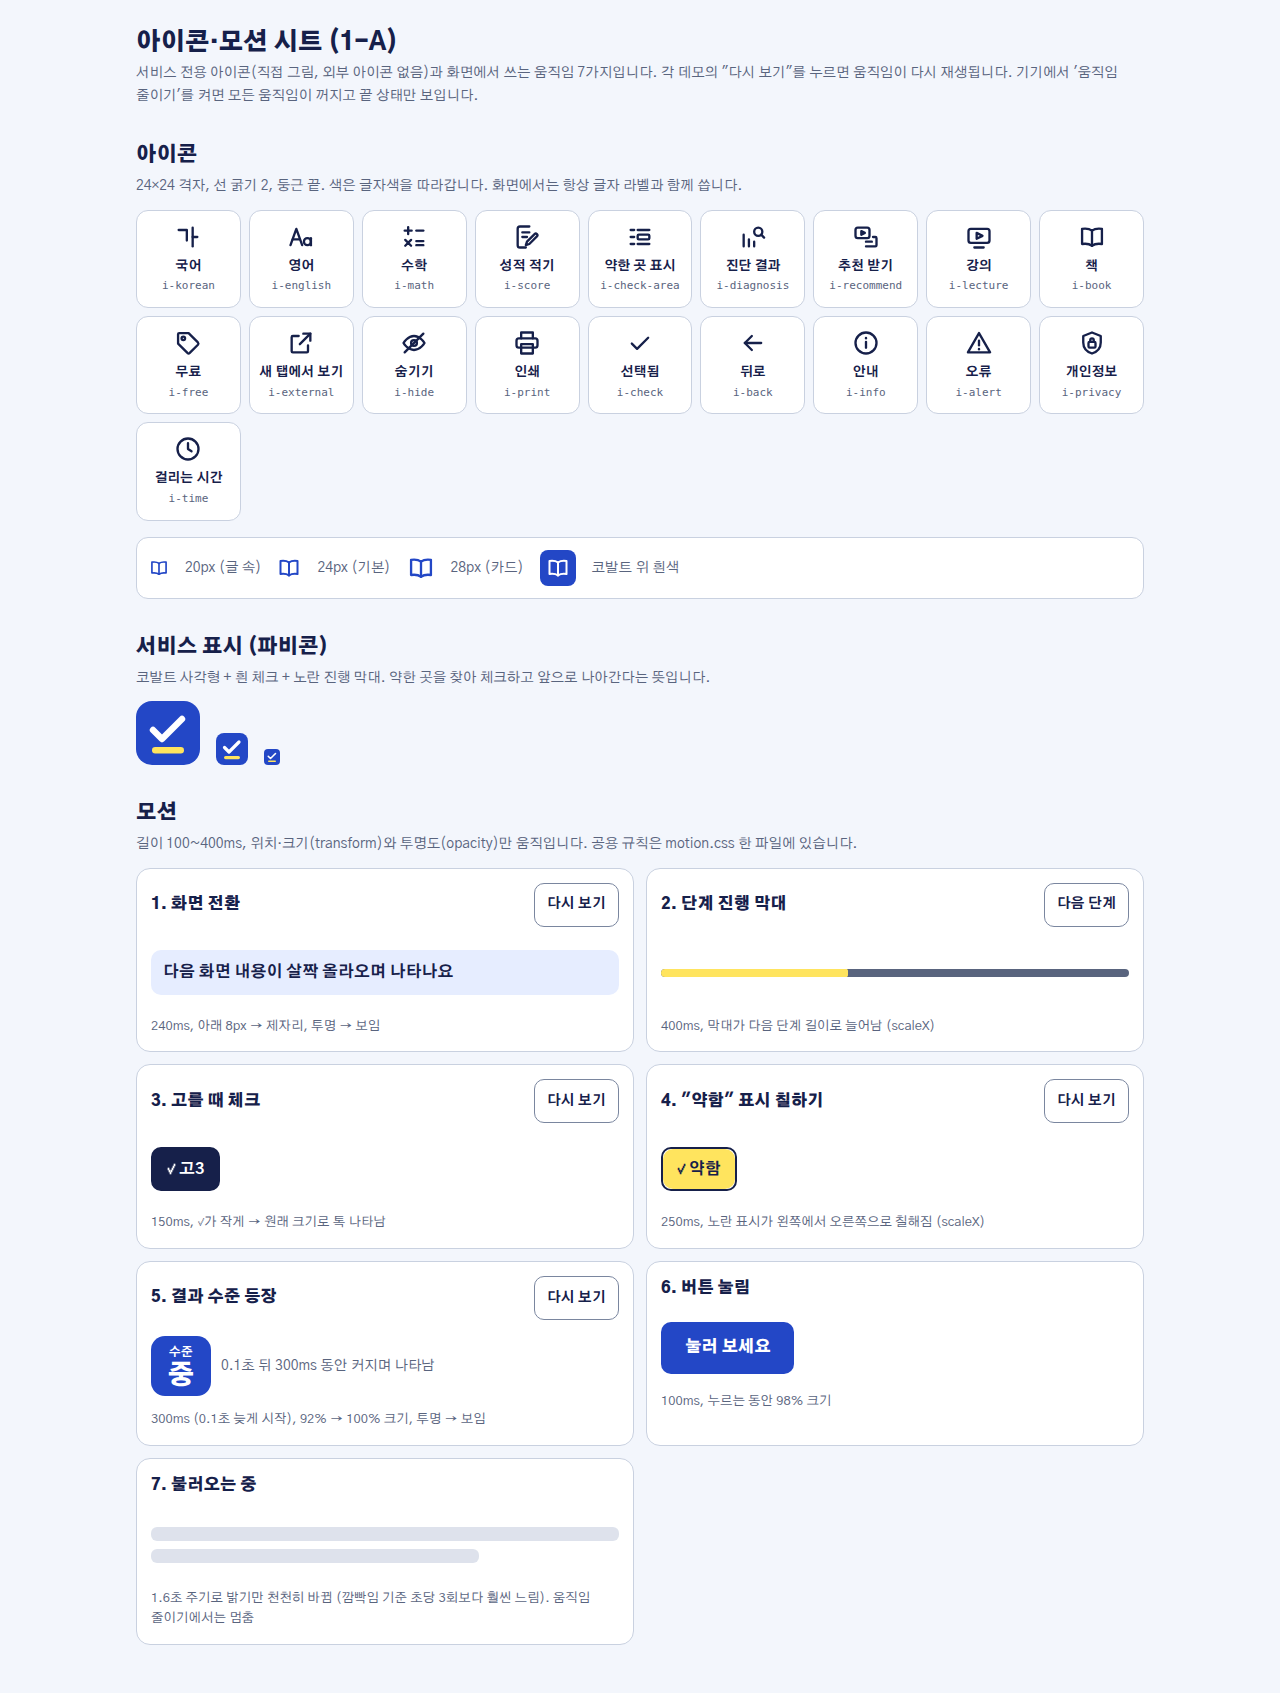 아이콘·모션 시트 (1-A)
서비스 전용 아이콘(직접 그림, 외부 아이콘 없음)과 화면에서 쓰는 움직임 7가지입니다. 각 데모의 "다시 보기"를 누르면 움직임이 다시 재생됩니다. 기기에서 '움직임
줄이기'를 켜면 모든 움직임이 꺼지고 끝 상태만 보입니다.
아이콘
24×24 격자, 선 굵기 2, 둥근 끝. 색은 글자색을 따라갑니다. 화면에서는 항상 글자 라벨과 함께 씁니다.
국어 영어 수학 성적 적기 약한 곳 표시 진단 결과 추천 받기 강의 책
i-korean i-english i-math i-score i-check-area i-diagnosis i-recommend i-lecture i-book
무료 새 탭에서 보기 숨기기 인쇄 선택됨 뒤로 안내 오류 개인정보
i-free i-external i-hide i-print i-check i-back i-info i-alert i-privacy
걸리는 시간
i-time
20px (글 속) 24px (기본) 28px (카드) 코발트 위 흰색
서비스 표시 (파비콘)
코발트 사각형 + 흰 체크 + 노란 진행 막대. 약한 곳을 찾아 체크하고 앞으로 나아간다는 뜻입니다.
모션
길이 100~400ms, 위치·크기(transform)와 투명도(opacity)만 움직입니다. 공용 규칙은 motion.css 한 파일에 있습니다.
1. 화면 전환 다시 보기
다음 화면 내용이 살짝 올라오며 나타나요
240ms, 아래 8px → 제자리, 투명 → 보임
2. 단계 진행 막대 다음 단계
400ms, 막대가 다음 단계 길이로 늘어남 (scaleX)
3. 고를 때 체크 다시 보기
✓ 고3
150ms, ✓가 작게 → 원래 크기로 톡 나타남
4. "약함" 표시 칠하기 다시 보기
✓ 약함
250ms, 노란 표시가 왼쪽에서 오른쪽으로 칠해짐 (scaleX)
5. 결과 수준 등장 다시 보기
수준
중
0.1초 뒤 300ms 동안 커지며 나타남
300ms (0.1초 늦게 시작), 92% → 100% 크기, 투명 → 보임
6. 버튼 눌림
눌러 보세요
100ms, 누르는 동안 98% 크기
7. 불러오는 중
1.6초 주기로 밝기만 천천히 바뀜 (깜빡임 기준 초당 3회보다 훨씬 느림). 움직임
줄이기에서는 멈춤